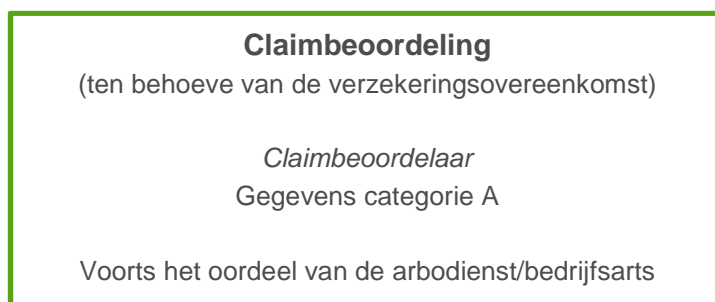 Claimbeoordeling
(ten behoeve van de verzekeringsovereenkomst)
Claimbeoordelaar
Gegevens categorie A
Voorts het oordeel van de arbodienst/bedrijfsarts